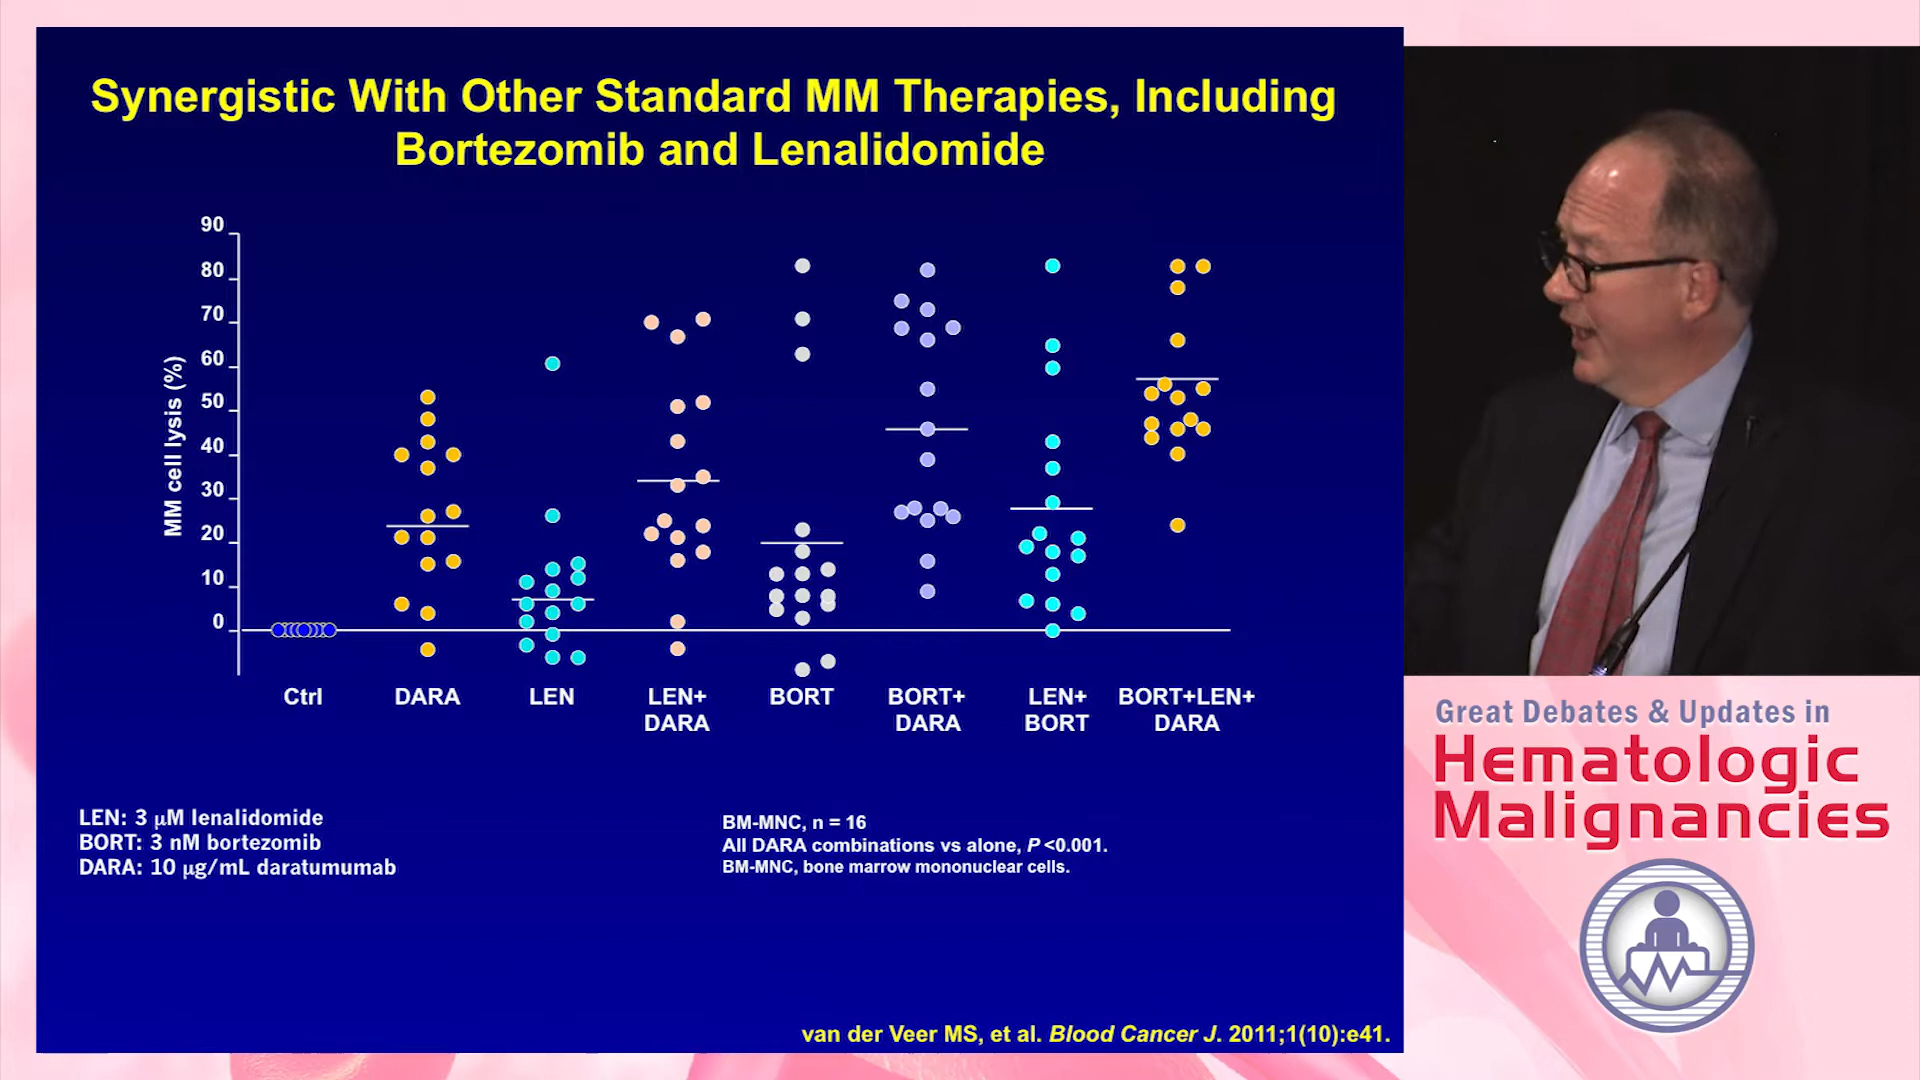 Synergistic With Other Standard MM Therapies, Including
Bortezomib and Lenalidomide
MM cell lysis (%)
90
80
70
60
50
40
30
20
10
0
Ctrl
DARA
LEN
LEN+
DARA
BORT
BORT+
DARA
LEN+
BORT
BORT+LEN+
DARA
LEN: 3 μM lenalidomide
BORT: 3 nM bortezomib
DARA: 10 μg/mL daratumumab
BM-MNC, n = 16
All DARA combinations vs alone, P <0.001.
BM-MNC, bone marrow mononuclear cells.
van der Veer MS, et al. Blood Cancer J. 2011;1(10):e41.
Great Debates & Updates in
Hematologic
Malignancies